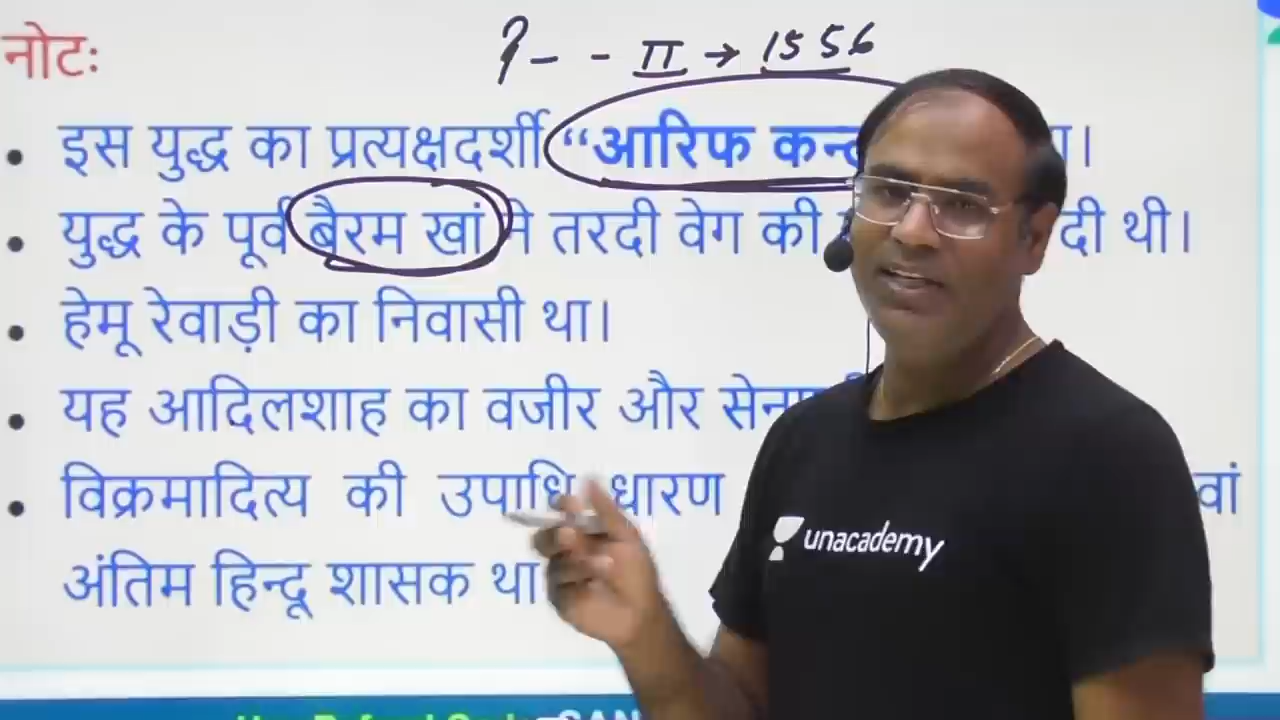 नोटः
- - II → 1556
इस युद्ध का प्रत्यक्षदर्शी “आरिफ
युद्ध के पूर्व बैरम खां ने तरदी वेग की दी थी।
हेमू रेवाड़ी का निवासी था।
यह आदिलशाह का वजीर और
विक्रमादित्य की उपाधि धारण वां
अंतिम हिन्दू शासक था
unacademy